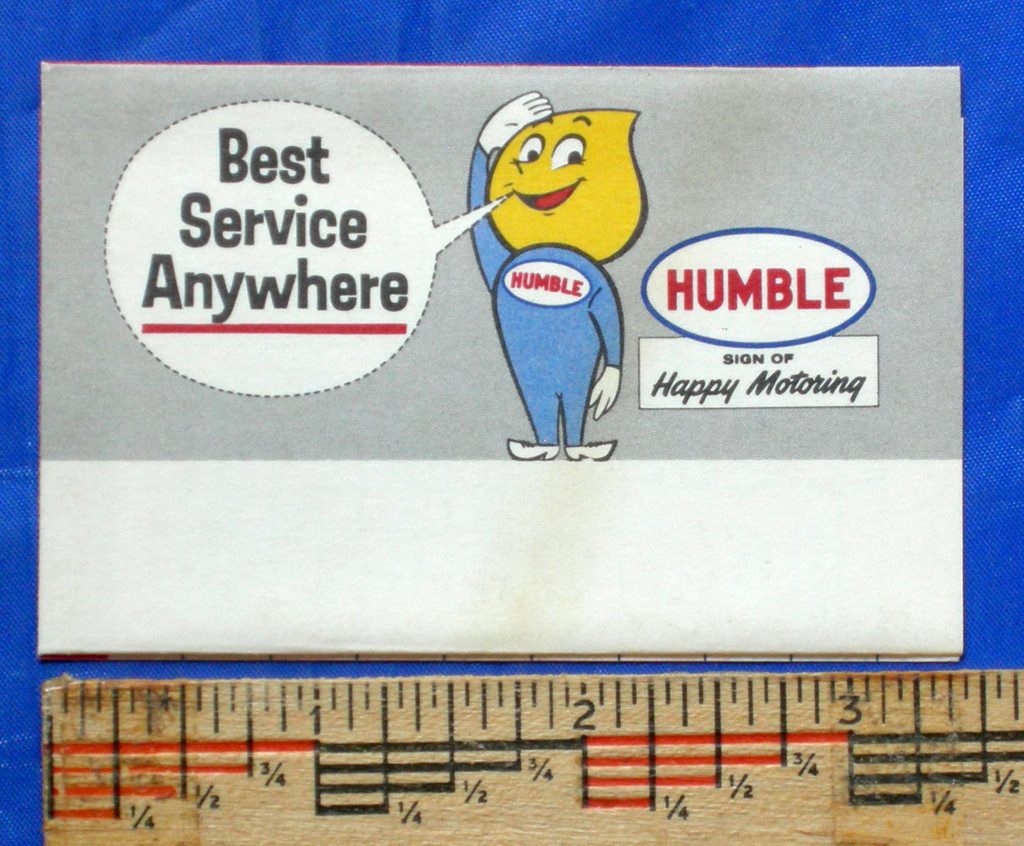 Best
Service
Anywhere
HUMBLE
HUMBLE
SIGN OF
Happy Motoring
1 2 3
3/4 3/4 3/4
1/2 1/2 1/2 1/2
1/4 1/4 1/4 1/4